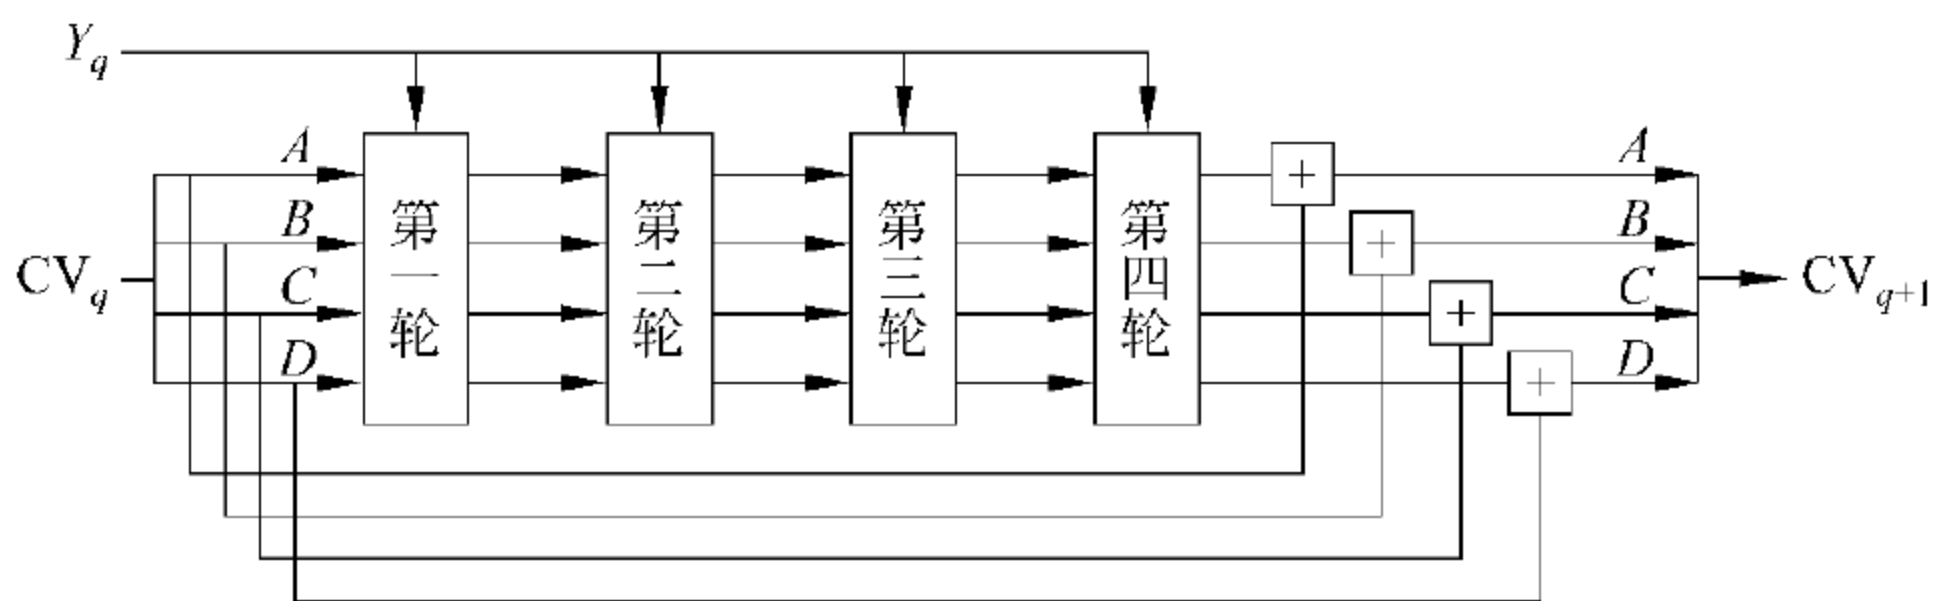 Y_q
A A
B B
C C
D D
CV_q
CV_{q+1}
第一轮
第二轮
第三轮
第四轮
+
+
+
+